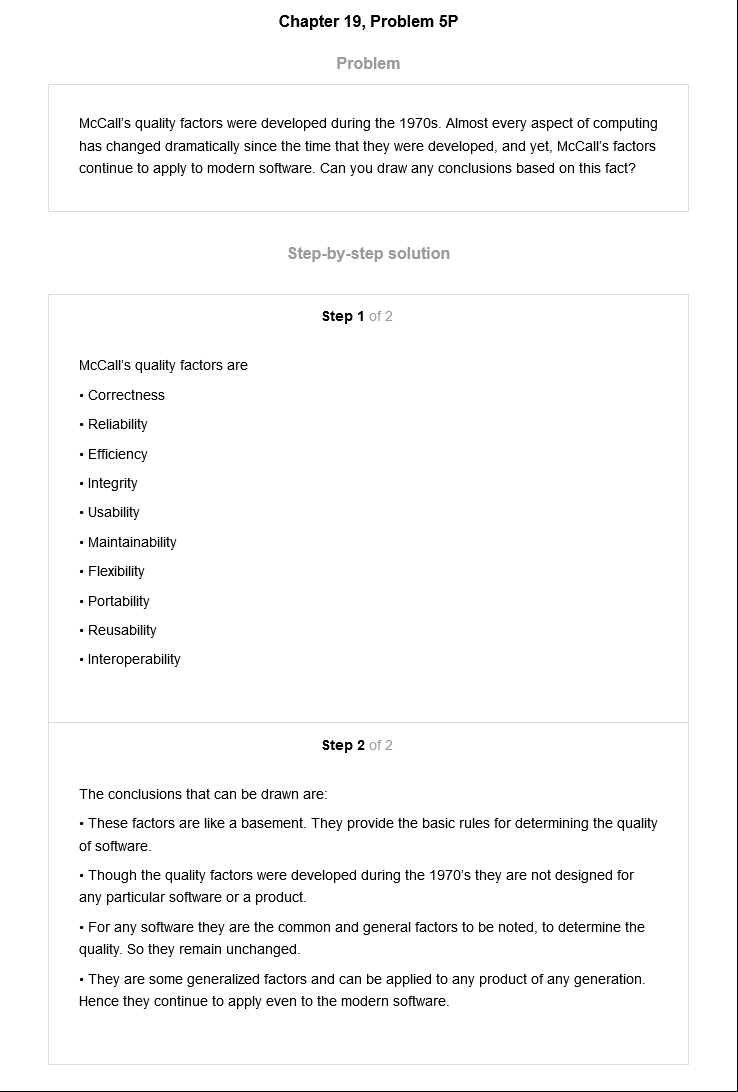 Chapter 19, Problem 5P
Problem
McCall's quality factors were developed during the 1970s. Almost every aspect of computing
has changed dramatically since the time that they were developed, and yet, McCall's factors
continue to apply to modern software. Can you draw any conclusions based on this fact?
Step-by-step solution
Step 1 of 2
McCall's quality factors are
• Correctness
• Reliability
• Efficiency
• Integrity
• Usability
• Maintainability
• Flexibility
• Portability
• Reusability
• Interoperability
Step 2 of 2
The conclusions that can be drawn are:
• These factors are like a basement. They provide the basic rules for determining the quality
of software.
• Though the quality factors were developed during the 1970's they are not designed for
any particular software or a product.
• For any software they are the common and general factors to be noted, to determine the
quality. So they remain unchanged.
• They are some generalized factors and can be applied to any product of any generation.
Hence they continue to apply even to the modern software.